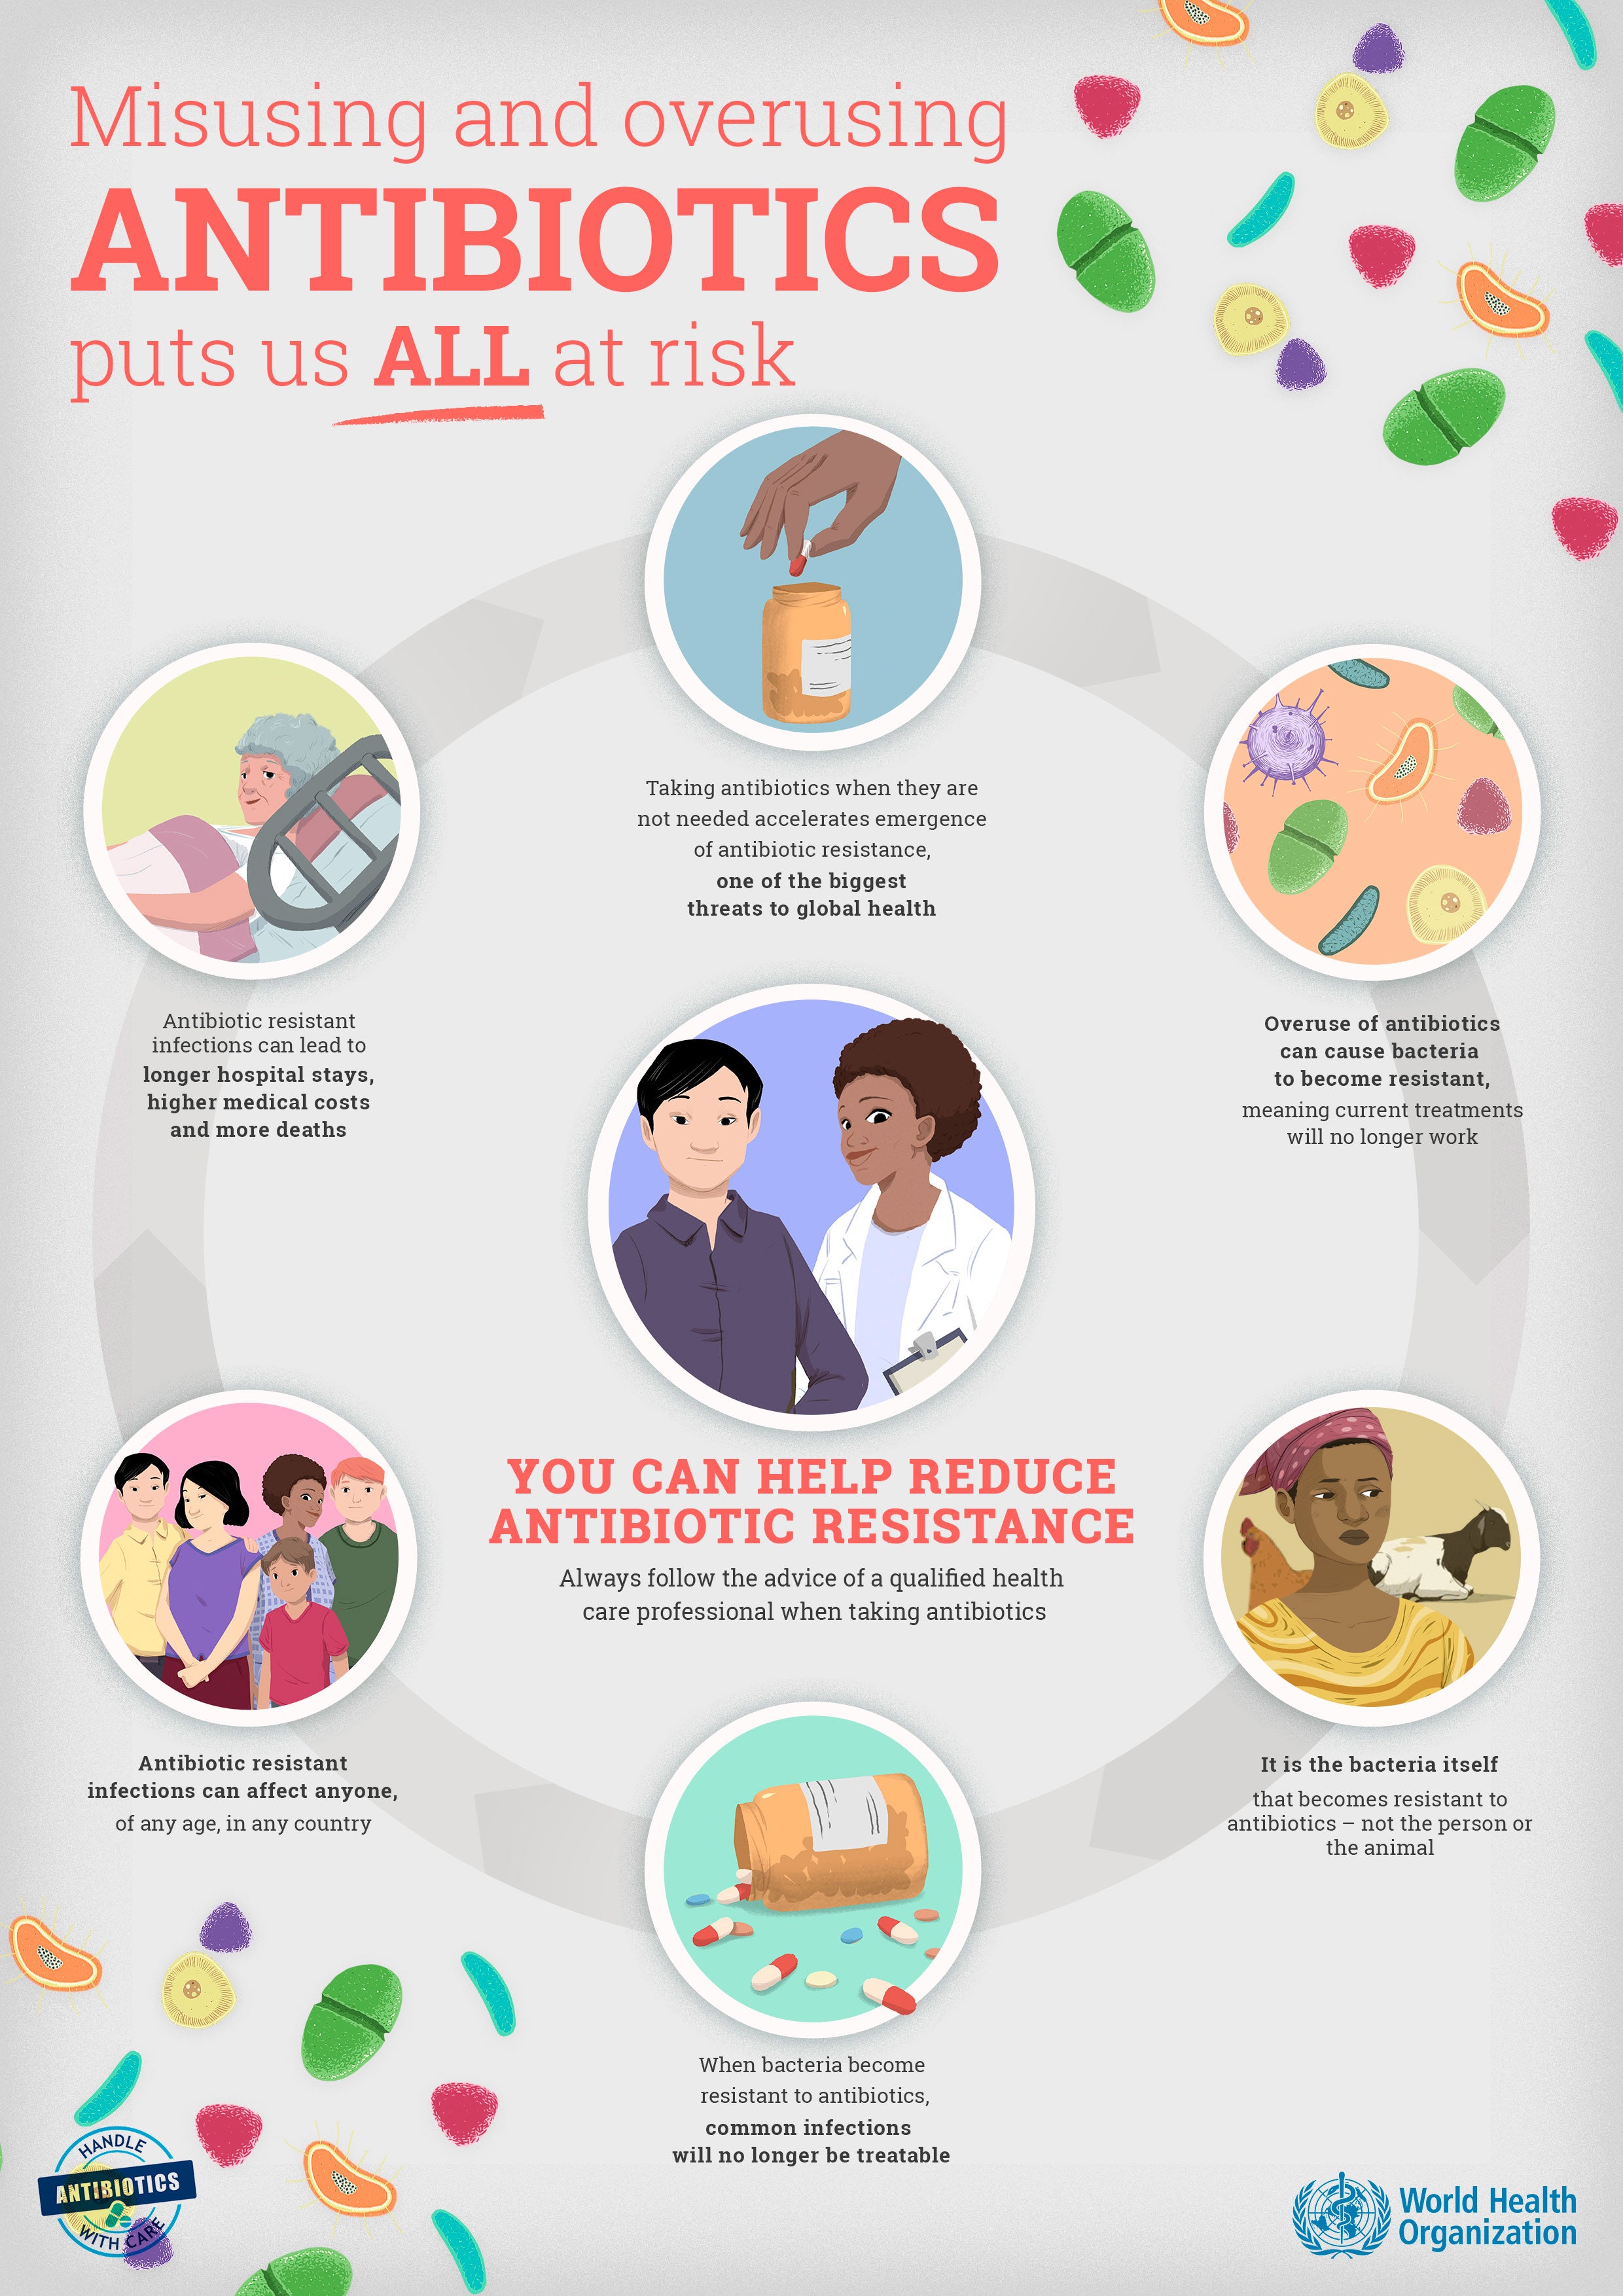 Misusing and overusing
ANTIBIOTICS
puts us ALL at risk
Taking antibiotics when they are
not needed accelerates emergence
of antibiotic resistance,
one of the biggest
threats to global health
Overuse of antibiotics
can cause bacteria
to become resistant,
meaning current treatments
will no longer work
It is the bacteria itself
that becomes resistant to
antibiotics – not the person or
the animal
When bacteria become
resistant to antibiotics,
common infections
will no longer be treatable
Antibiotic resistant
infections can affect anyone,
of any age, in any country
Antibiotic resistant
infections can lead to
longer hospital stays,
higher medical costs
and more deaths
YOU CAN HELP REDUCE
ANTIBIOTIC RESISTANCE
Always follow the advice of a qualified health
care professional when taking antibiotics
HANDLE
ANTIBIOTICS
WITH CARE
World Health
Organization